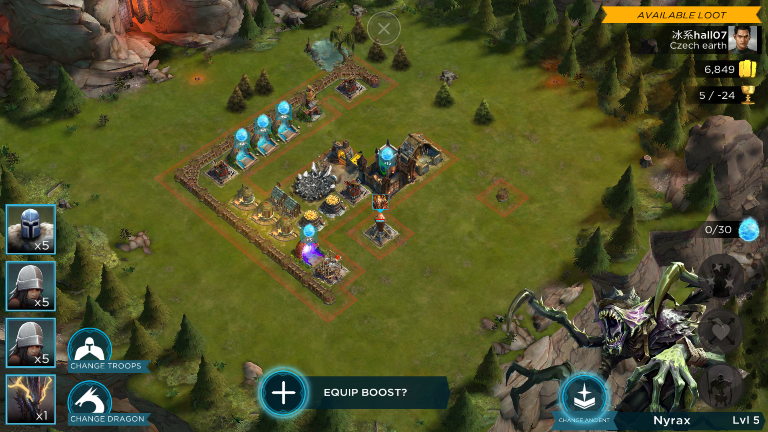 AVAILABLE LOOT
冰系hall07
Czech earth
6,849
5 / -24
0/30
x5
x5
x5
x1
CHANGE TROOPS
CHANGE DRAGON
EQUIP BOOST?
CHANGE ANCIENT
Nyrax
Lvl 5